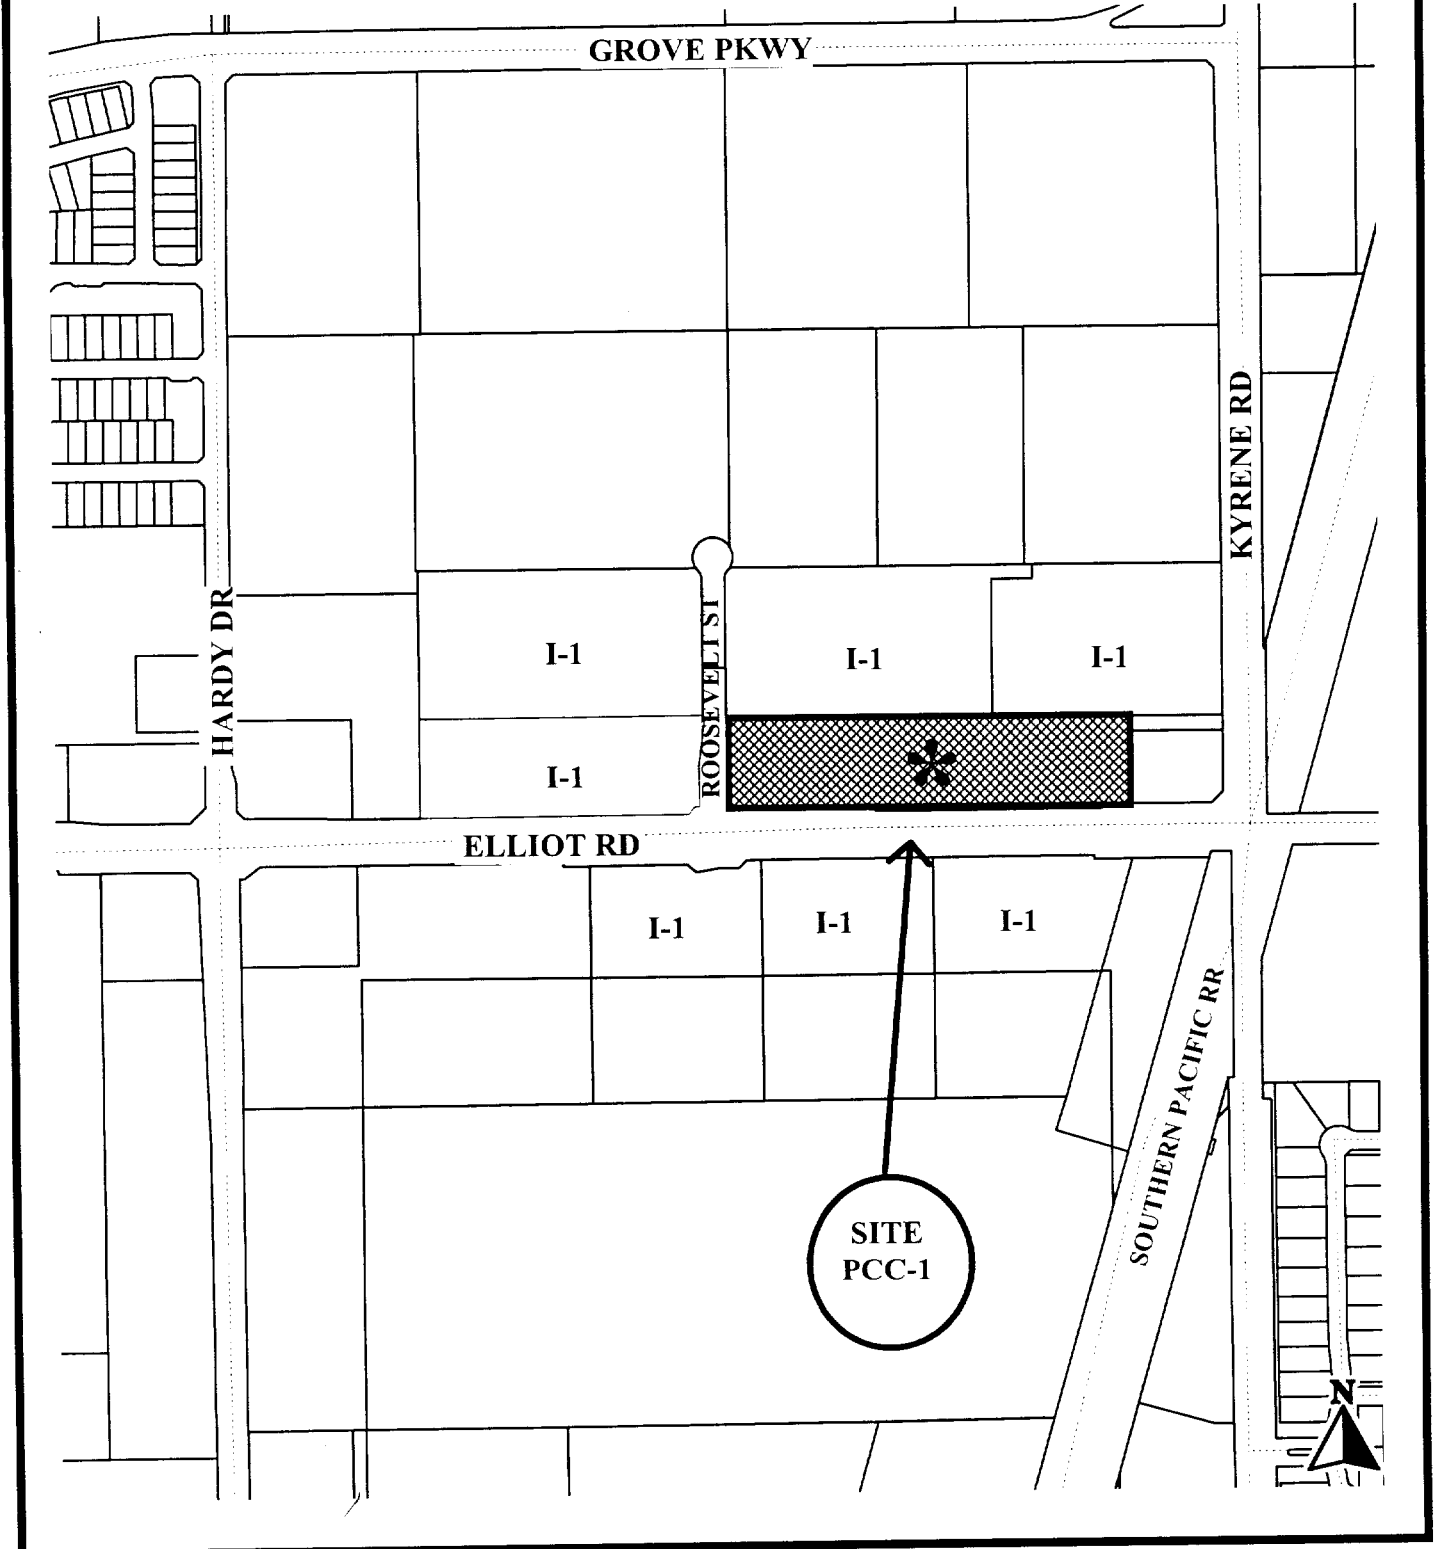 GROVE PKWY
KYRENE RD
HARDY DR
ROOSEVELT ST
I-1
I-1
I-1
I-1
ELLIOT RD
I-1
I-1
I-1
SOUTHERN PACIFIC RR
SITE
PCC-1
N